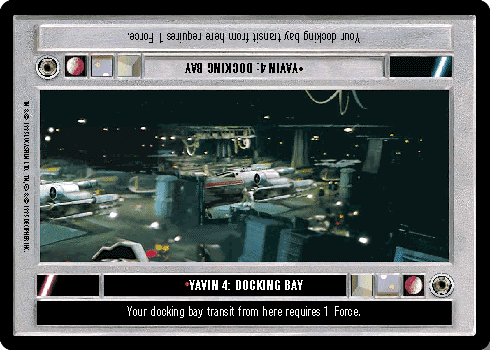 Your docking bay transit from here requires 1 Force.
•YAVIN 4: DOCKING BAY
•YAVIN 4: DOCKING BAY
Your docking bay transit from here requires 1 Force.